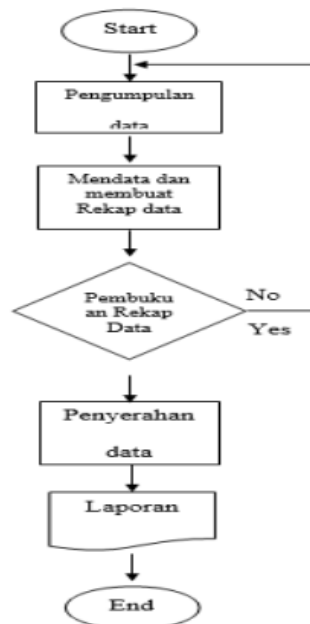 Start
Pengumpulan
data
Mendata dan
membuat
Rekap data
Pembuku
an Rekap
Data
No
Yes
Penyerahan
data
Laporan
End